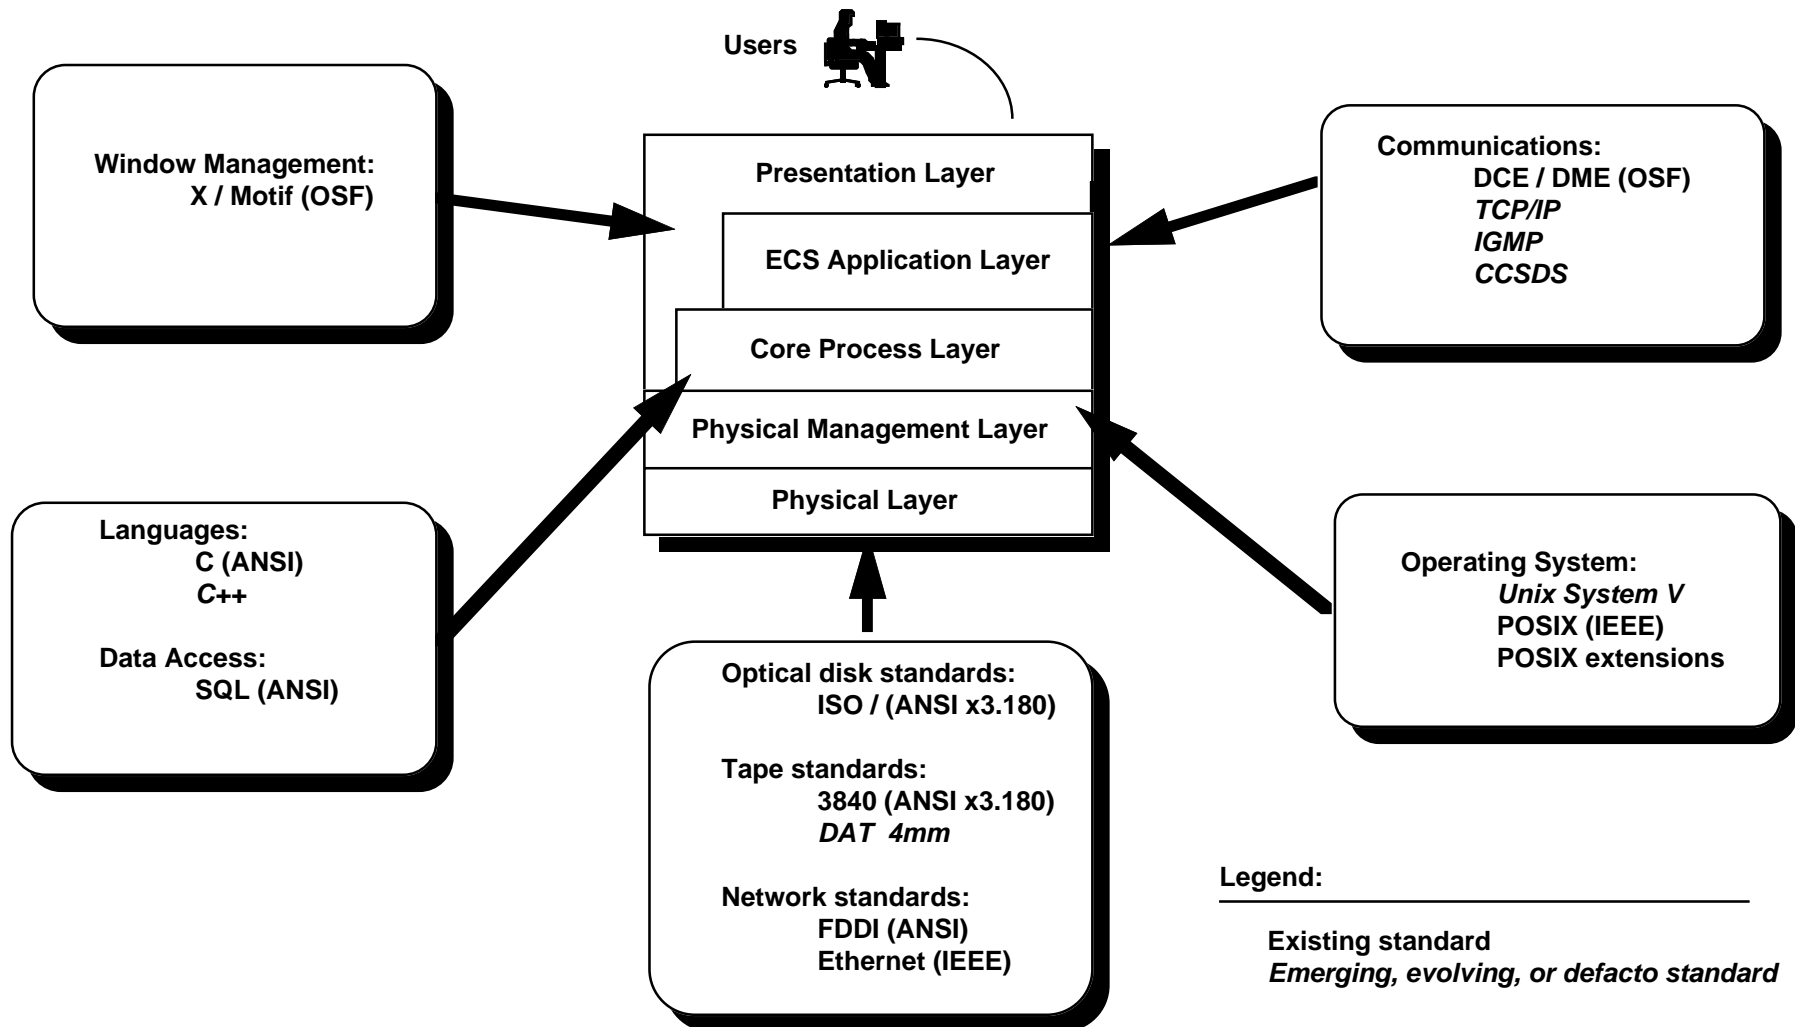 Users
Window Management:
X / Motif (OSF)
Presentation Layer
ECS Application Layer
Core Process Layer
Physical Management Layer
Physical Layer
Communications:
DCE / DME (OSF)
TCP/IP
IGMP
CCSDS
Languages:
C (ANSI)
C++
Data Access:
SQL (ANSI)
Optical disk standards:
ISO / (ANSI x3.180)
Tape standards:
3840 (ANSI x3.180)
DAT 4mm
Network standards:
FDDI (ANSI)
Ethernet (IEEE)
Operating System:
Unix System V
POSIX (IEEE)
POSIX extensions
Legend:
Existing standard
Emerging, evolving, or defacto standard